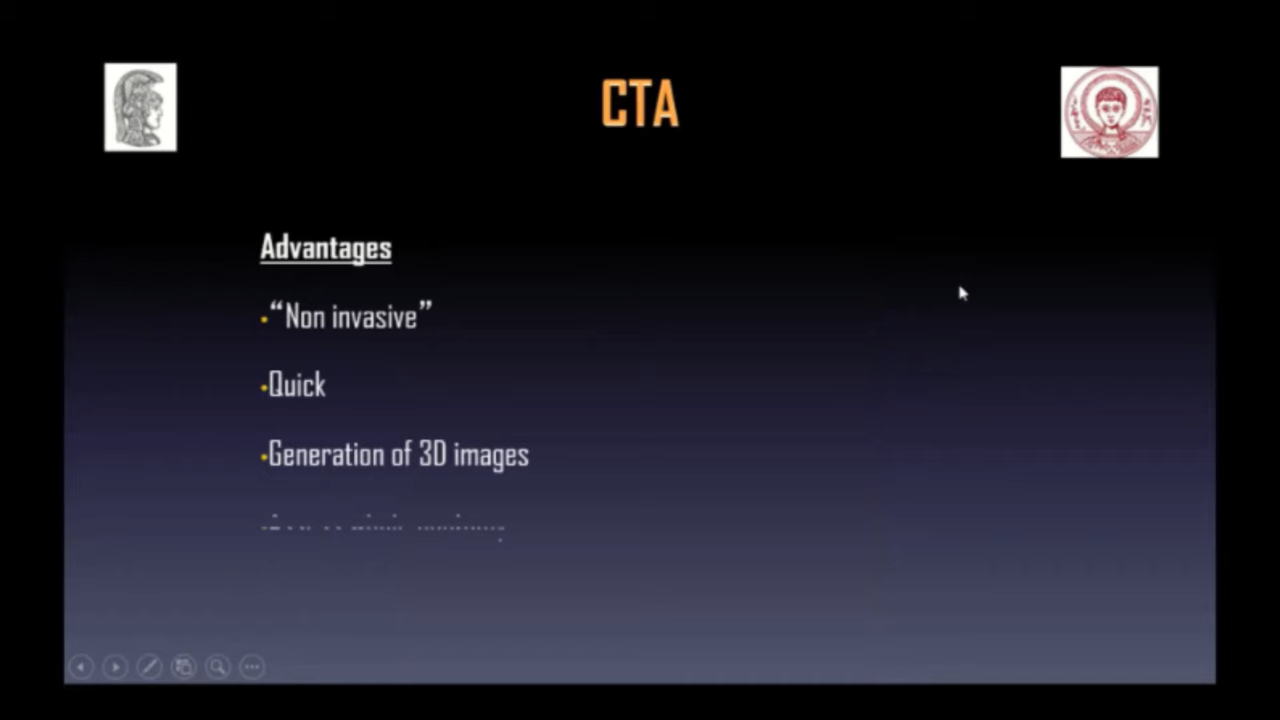 CTA
Advantages
•“Non invasive”
•Quick
•Generation of 3D images